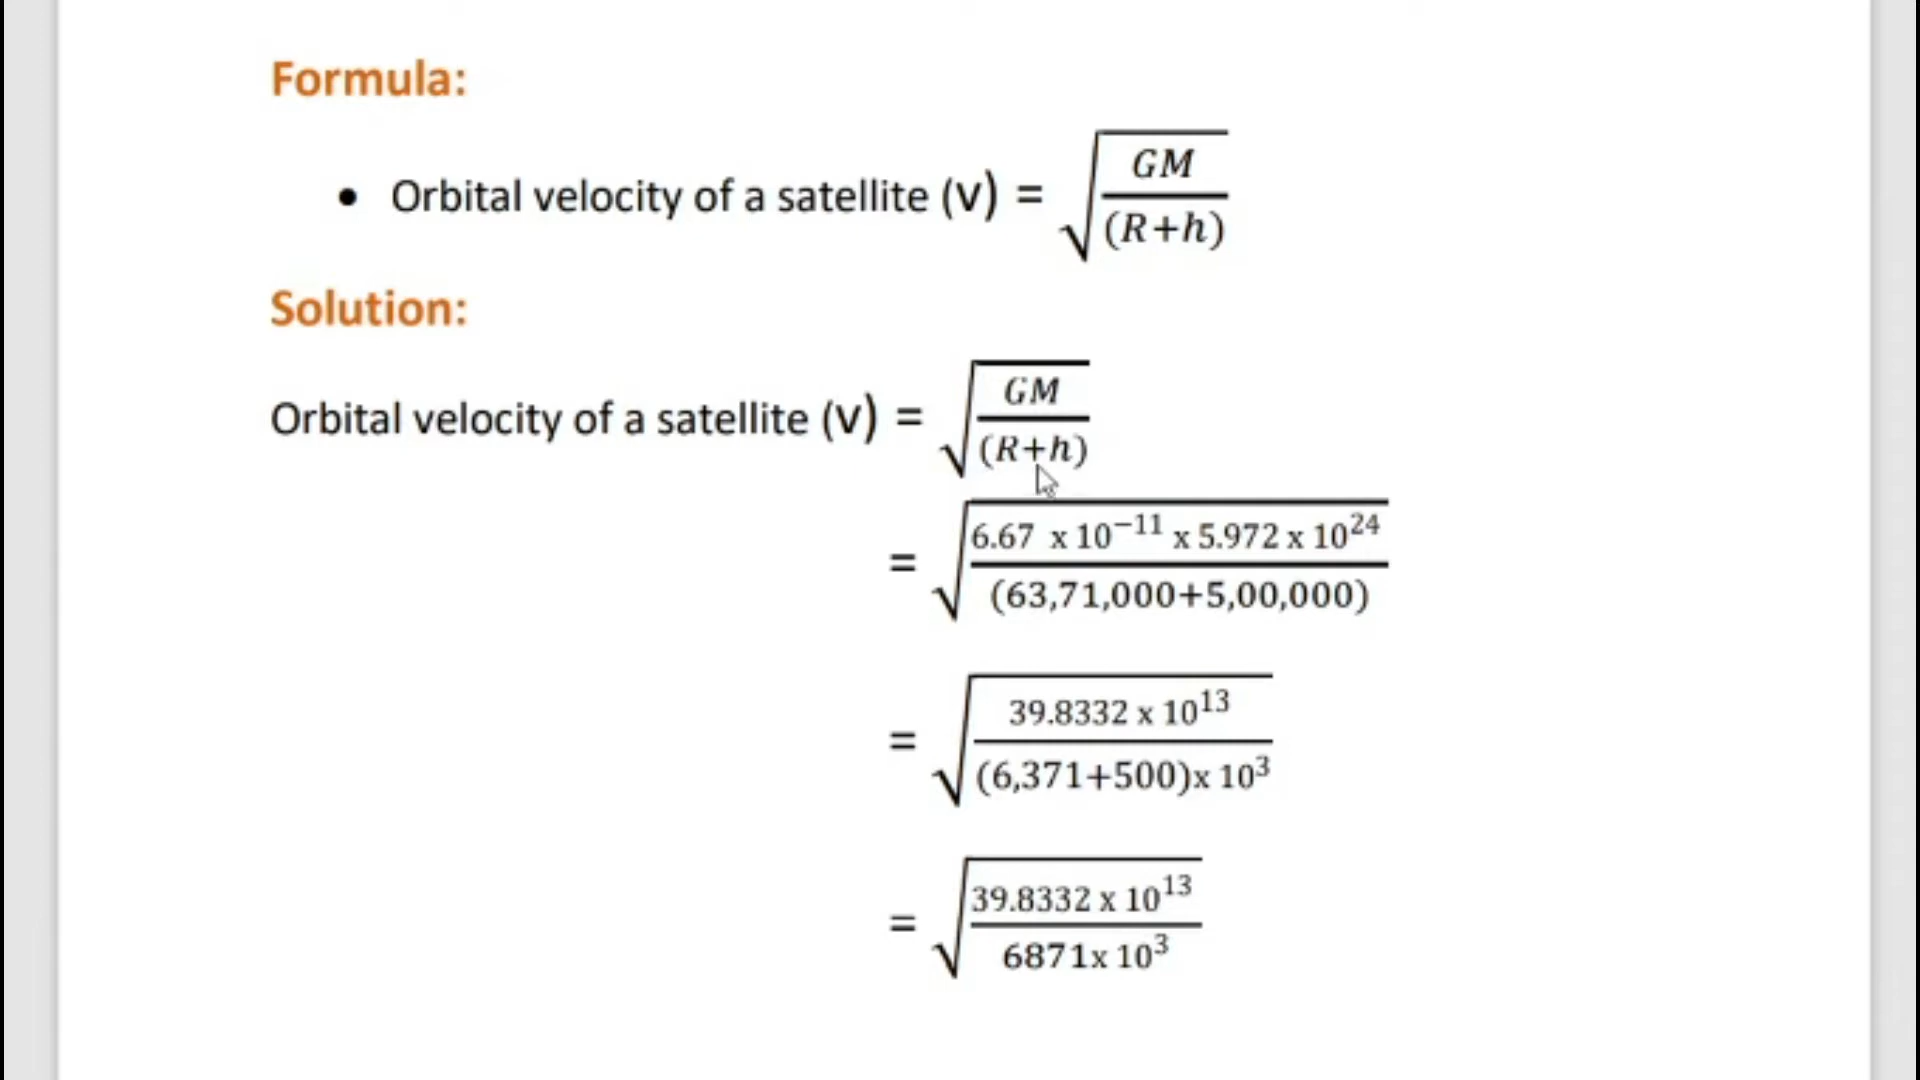 Formula:
• Orbital velocity of a satellite (v) = √(GM / (R+h))
Solution:
Orbital velocity of a satellite (v) = √(GM / (R+h))
= √(6.67 x 10⁻¹¹ x 5.972 x 10²⁴ / (63,71,000+5,00,000))
= √(39.8332 x 10¹³ / (6,371+500)x 10³)
= √(39.8332 x 10¹³ / 6871x 10³)